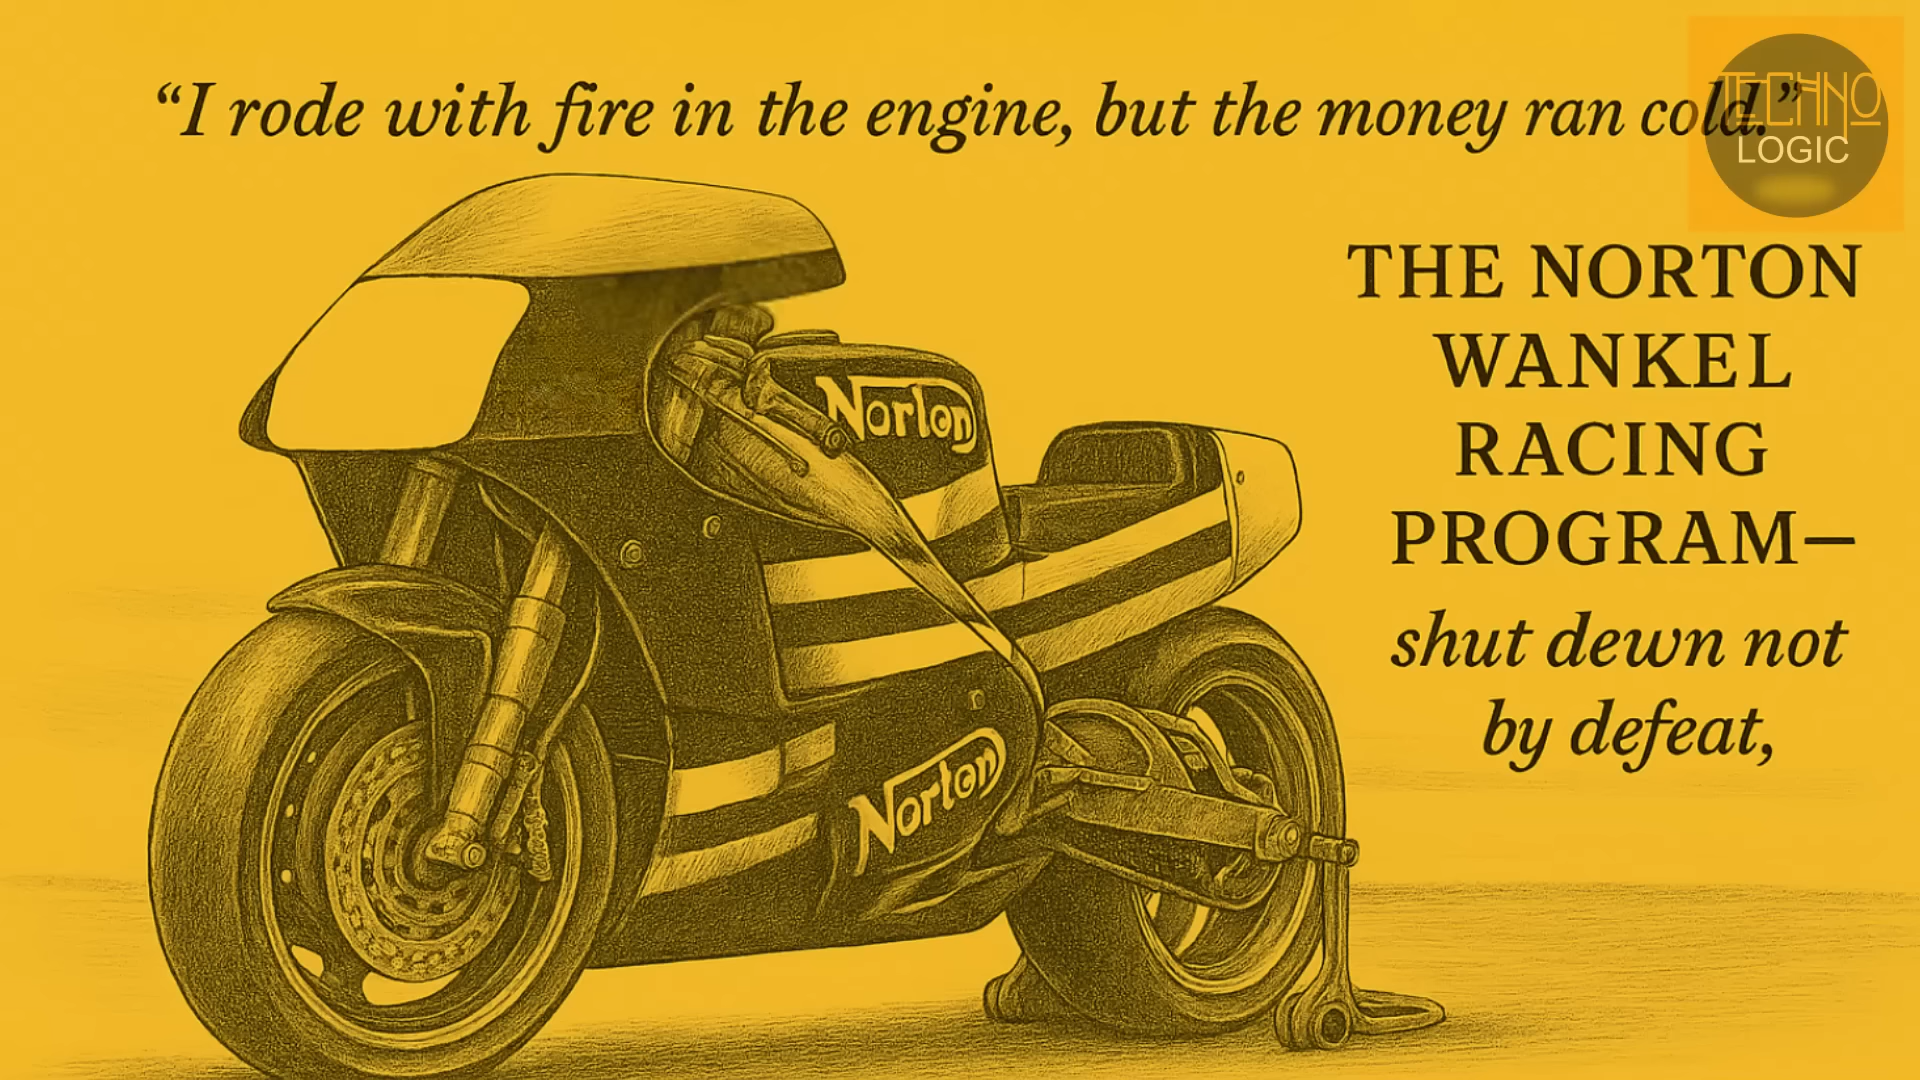 “I rode with fire in the engine, but the money ran cold.”
TECHNO
LOGIC
THE NORTON
WANKEL
RACING
PROGRAM—
shut dewn not
by defeat,
Norton
Norton